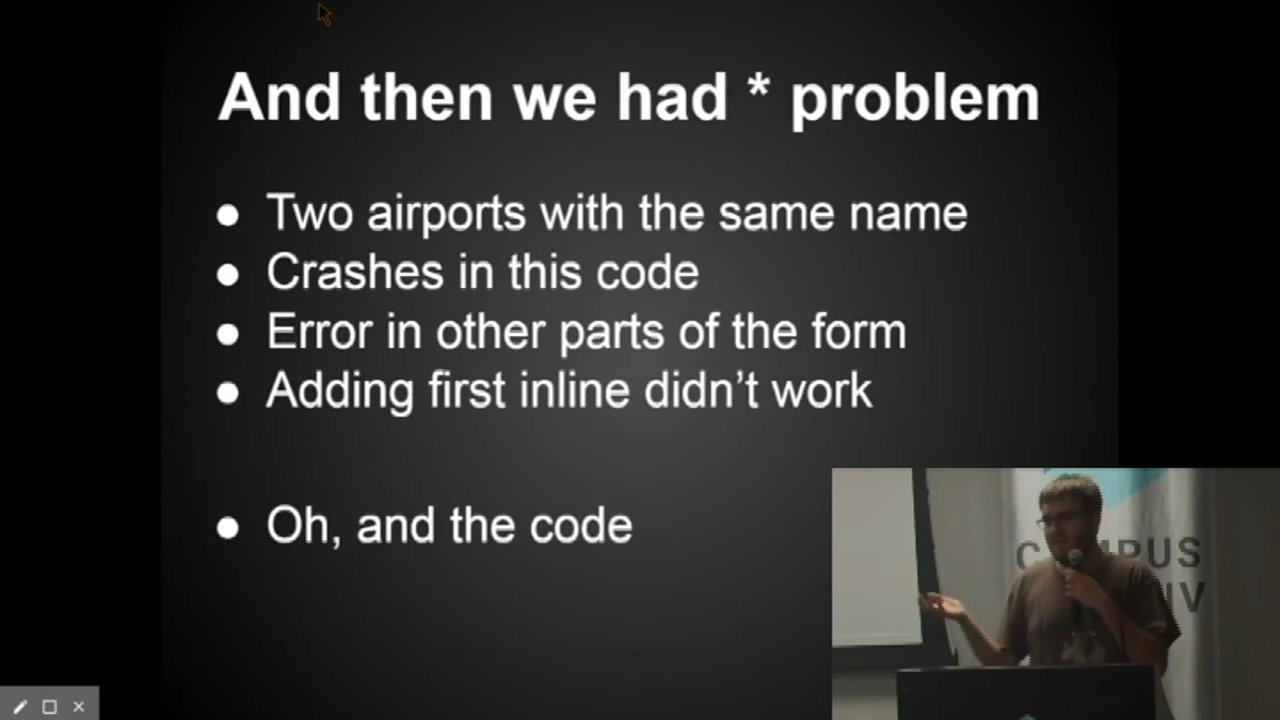 And then we had * problem
● Two airports with the same name
● Crashes in this code
● Error in other parts of the form
● Adding first inline didn’t work
● Oh, and the code